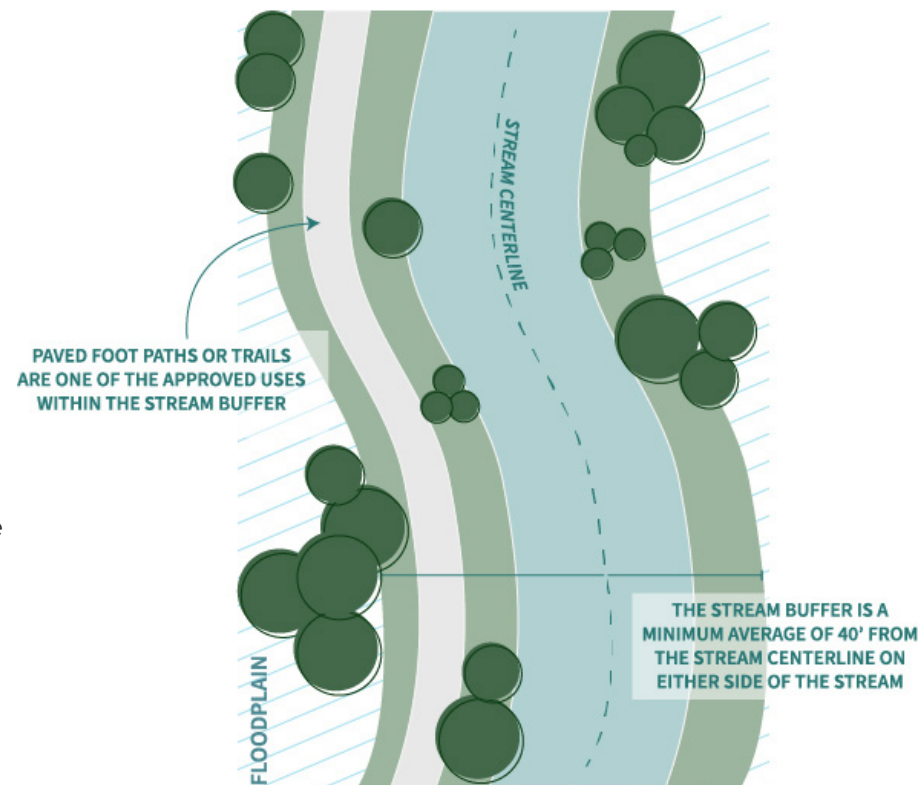 STREAM CENTERLINE
PAVED FOOT PATHS OR TRAILS
ARE ONE OF THE APPROVED USES
WITHIN THE STREAM BUFFER
e
THE STREAM BUFFER IS A
MINIMUM AVERAGE OF 40' FROM
THE STREAM CENTERLINE ON
EITHER SIDE OF THE STREAM
FLOODPLAIN